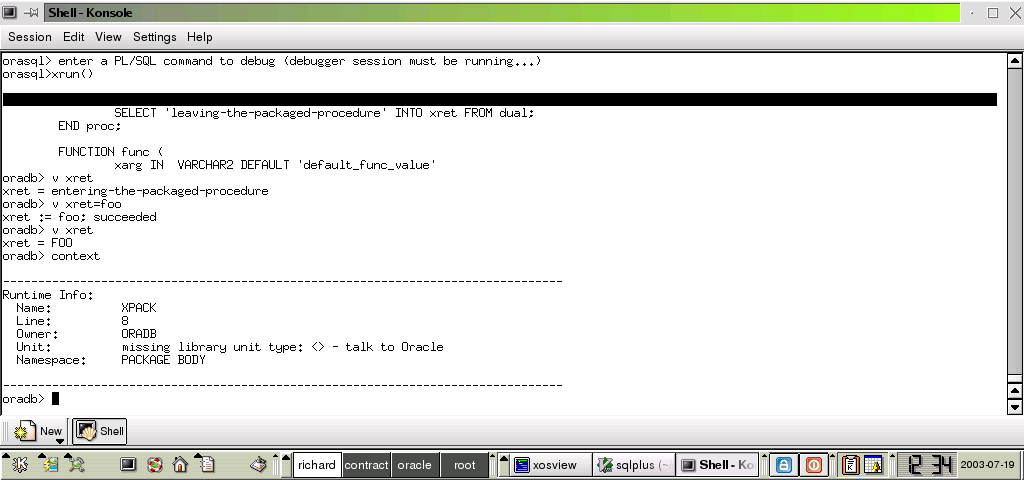 Shell - Konsole
Session Edit View Settings Help
orasql> enter a PL/SQL command to debug (debugger session must be running...)
orasql>xrun()
SELECT 'leaving-the-packaged-procedure' INTO xret FROM dual;
END proc;
FUNCTION func (
xarg IN VARCHAR2 DEFAULT 'default_func_value'
oradb> v xret
xret = entering-the-packaged-procedure
oradb> v xret=foo
xret := foo; succeeded
oradb> v xret
xret = FOO
oradb> context
--------------------------------------------------------------------------------
Runtime Info:
Name: XPACK
Line: 8
Owner: ORADB
Unit: missing library unit type: <> - talk to Oracle
Namespace: PACKAGE BODY
--------------------------------------------------------------------------------
oradb>
New Shell
richard contract oracle root xosview sqlplus (~ Shell - Ko 2 34 2003-07-19